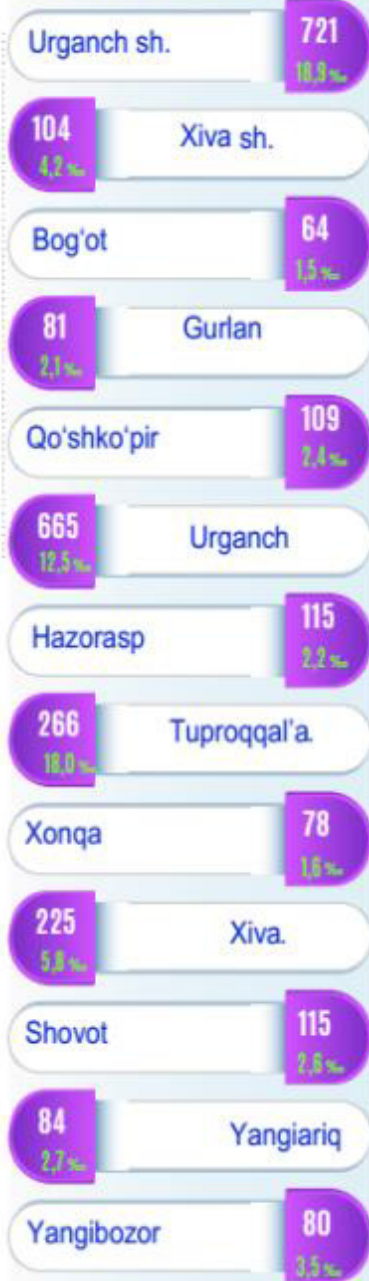 Urganch sh.
721
18,9 ‰
104
4,2 ‰
Xiva sh.
Bog‘ot
64
1,5 ‰
81
2,1 ‰
Gurlan
Qo‘shko‘pir
109
2,4 ‰
665
12,5 ‰
Urganch
Hazorasp
115
2,2 ‰
266
18,0 ‰
Tuproqqal’a.
Xonqa
78
1,6 ‰
225
5,8 ‰
Xiva.
Shovot
115
2,6 ‰
84
2,7 ‰
Yangiariq
Yangibozor
80
3,5 ‰